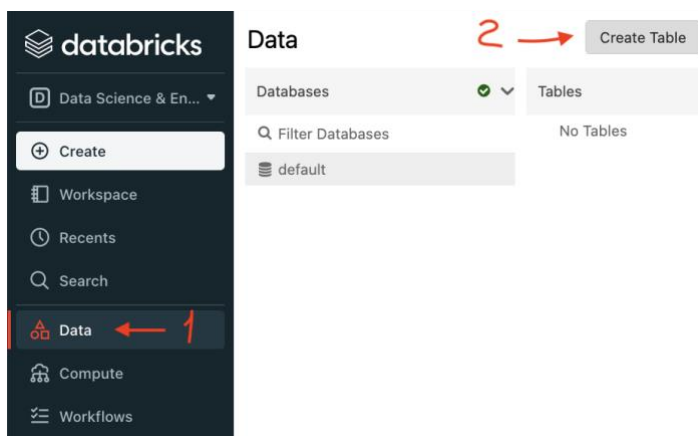 databricks
D Data Science & En...
Create
Workspace
Recents
Search
Data 1
Compute
Workflows
Data 2 Create Table
Databases
Filter Databases
default
Tables
No Tables